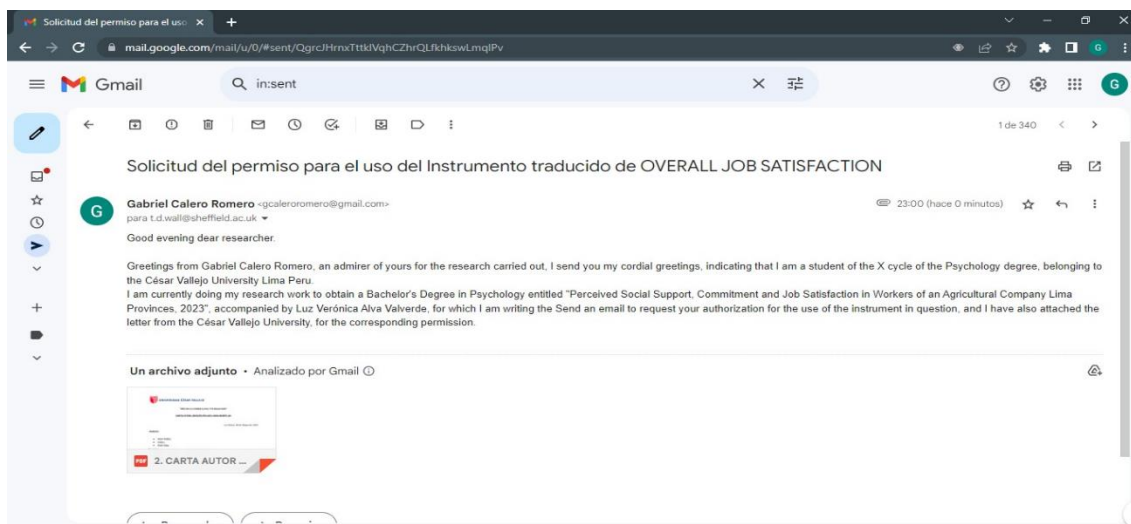 Solicitud del permiso para el uso
mail.google.com/mail/u/0/#sent/QgrcJHrnxTttklVqhCZhrQLfkhkswLmqlPv
G
Gmail
in:sent
G
1 de 340
Solicitud del permiso para el uso del Instrumento traducido de OVERALL JOB SATISFACTION
G
Gabriel Calero Romero <gcaleroromero@gmail.com>
23:00 (hace 0 minutos)
para t.d.wall@sheffield.ac.uk
Good evening dear researcher.
Greetings from Gabriel Calero Romero, an admirer of yours for the research carried out, I send you my cordial greetings, indicating that I am a student of the X cycle of the Psychology degree, belonging to
the César Vallejo University Lima Peru.
I am currently doing my research work to obtain a Bachelor's Degree in Psychology entitled "Perceived Social Support, Commitment and Job Satisfaction in Workers of an Agricultural Company Lima
Provinces, 2023", accompanied by Luz Verónica Alva Valverde, for which I am writing the Send an email to request your authorization for the use of the instrument in question, and I have also attached the
letter from the César Vallejo University, for the corresponding permission.
Un archivo adjunto • Analizado por Gmail
UNIVERSIDAD CÉSAR VALLEJO
PDF 2. CARTA AUTOR ...